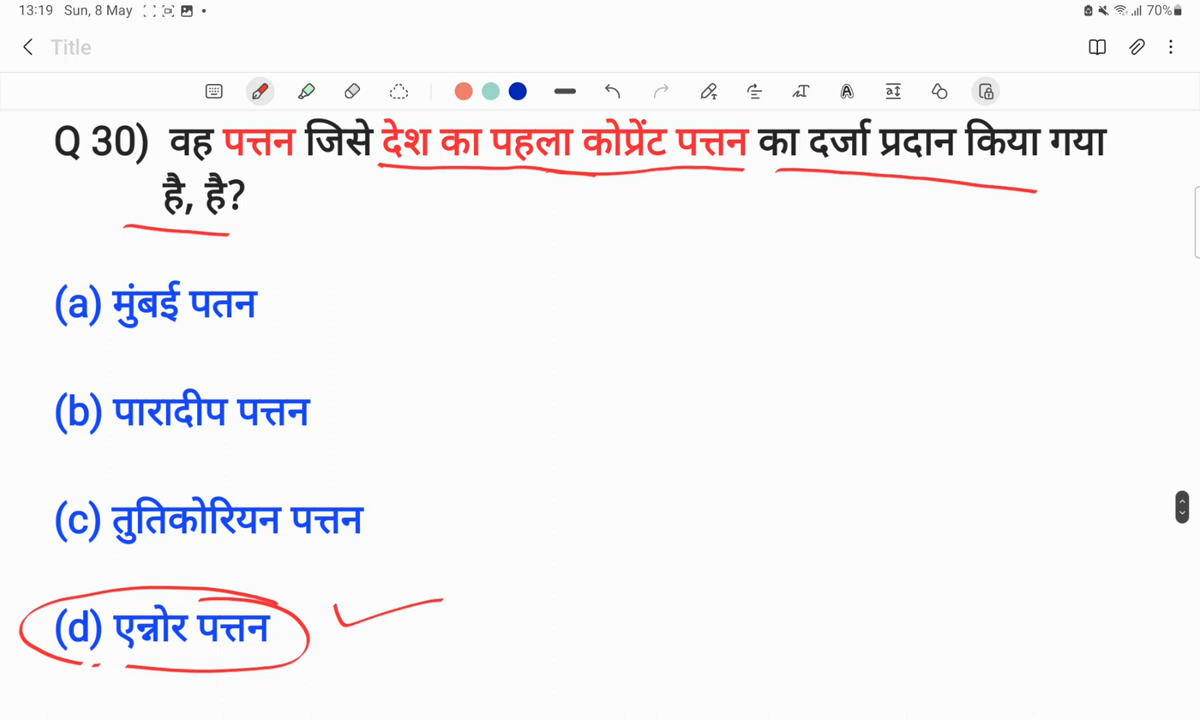 13:19 Sun, 8 May 70%
Title
Q 30) वह पत्तन जिसे देश का पहला कोप्रेंट पत्तन का दर्जा प्रदान किया गया
है, है?
(a) मुंबई पतन
(b) पारादीप पत्तन
(c) तुतिकोरियन पत्तन
(d) एन्नोर पत्तन